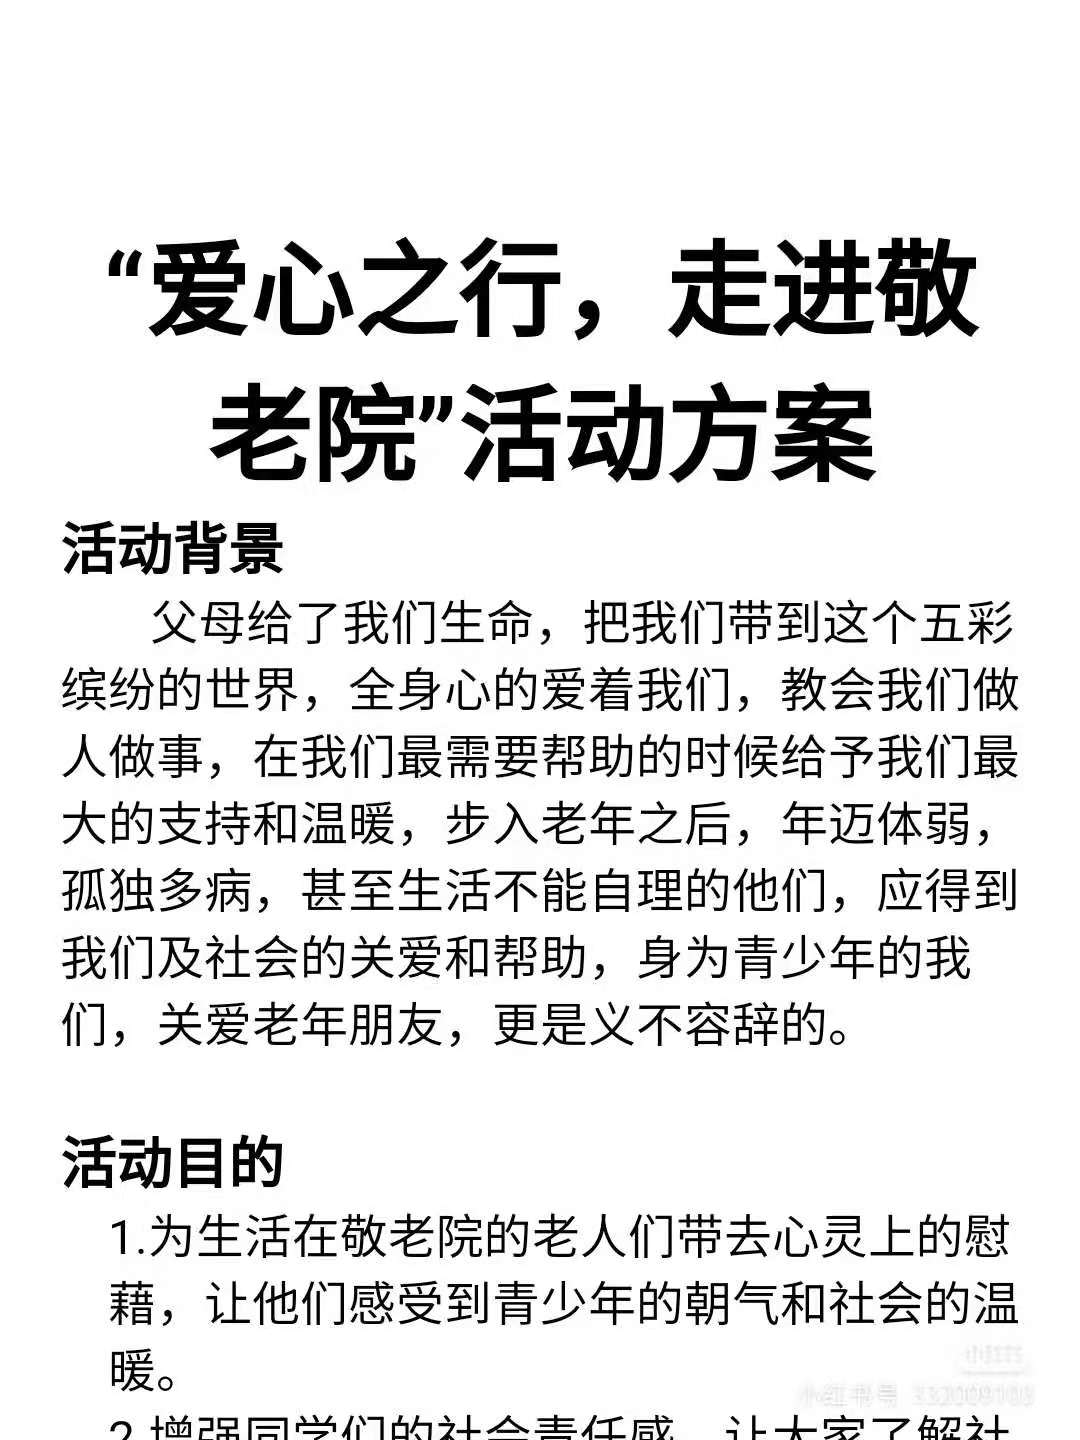 “爱心之行，走进敬
老院”活动方案
活动背景
父母给了我们生命，把我们带到这个五彩
缤纷的世界，全身心的爱着我们，教会我们做
人做事，在我们最需要帮助的时候给予我们最
大的支持和温暖，步入老年之后，年迈体弱，
孤独多病，甚至生活不能自理的他们，应得到
我们及社会的关爱和帮助，身为青少年的我
们，关爱老年朋友，更是义不容辞的。
活动目的
1.为生活在敬老院的老人们带去心灵上的慰
藉，让他们感受到青少年的朝气和社会的温
暖。
2.增强同学们的社会责任感，让大家了解社
小红书
小红书号